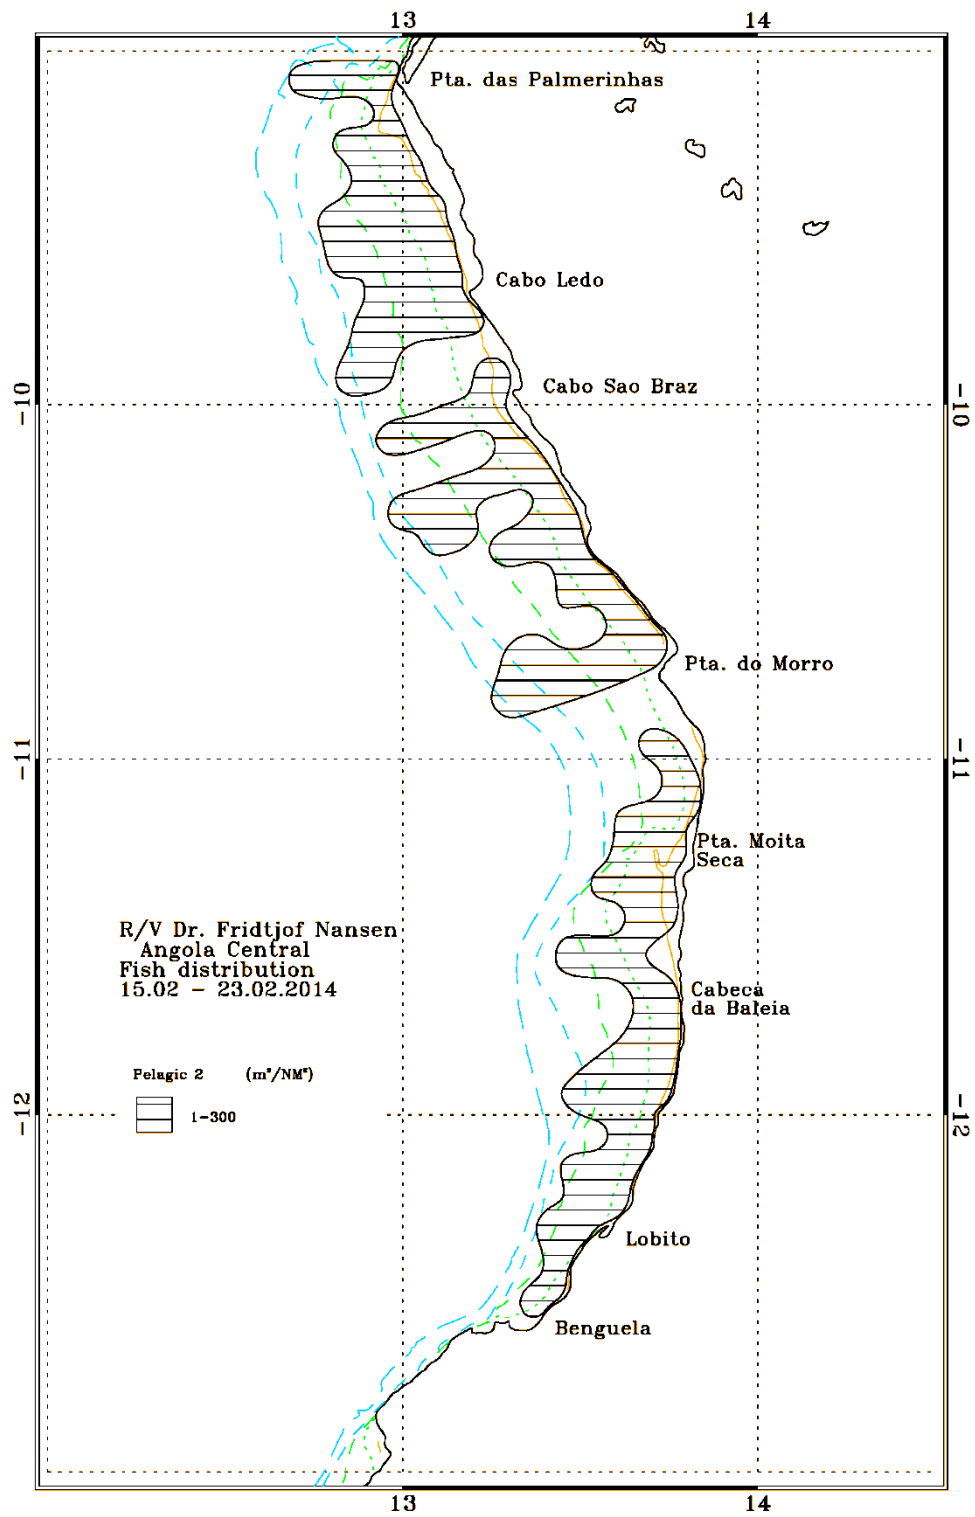 13 14
Pta. das Palmerinhas
Cabo Ledo
Cabo Sao Braz
-10 -10
Pta. do Morro
-11 -11
Pta. Moita
Seca
R/V Dr. Fridtjof Nansen
Angola Central
Fish distribution
15.02 - 23.02.2014
Cabeca
da Baleia
Pelagic 2 (m²/NM²)
1-300
-12 -12
Lobito
Benguela
13 14